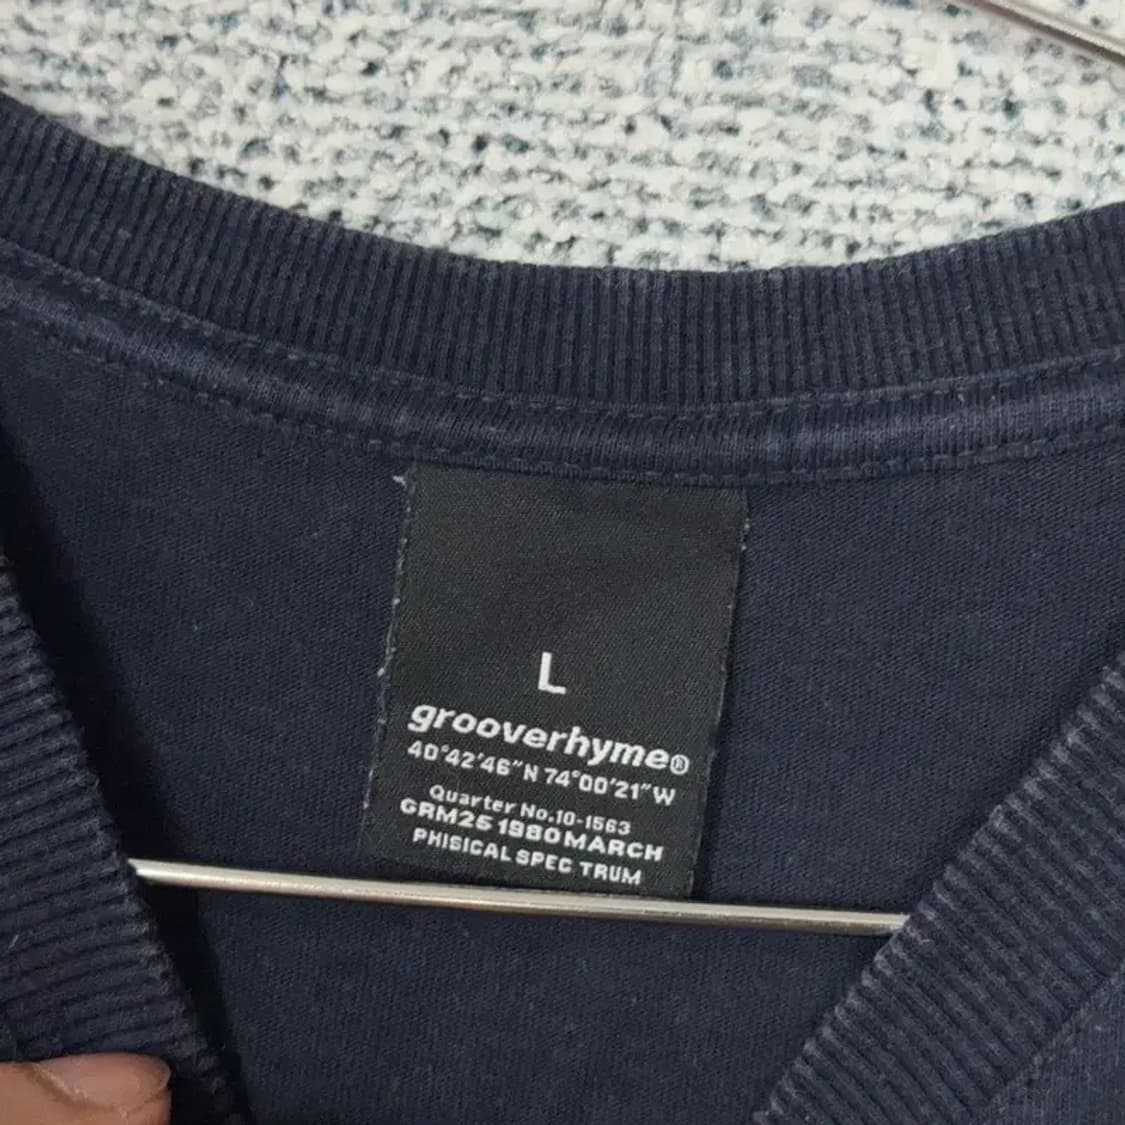 L
grooverhyme®
40°42'46"N 74°00'21"W
Quarter No.10-1563
GRM25 1980 MARCH
PHISICAL SPEC TRUM